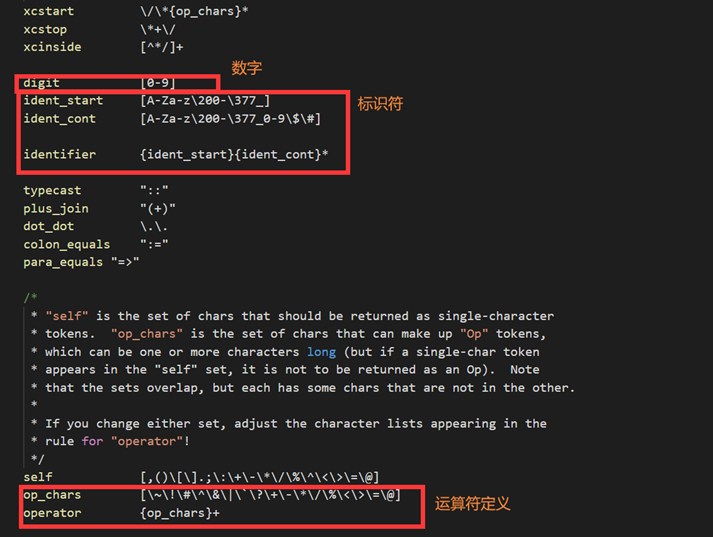 xcstart \/\*{op_chars}*
xcstop \*+\/
xcinside [^*/]+
数字
digit [0-9]
ident_start [A-Za-z\200-\377_]
标识符
ident_cont [A-Za-z\200-\377_0-9\$\#]
identifier {ident_start}{ident_cont}*
typecast "::"
plus_join "(+)"
dot_dot \.\.
colon_equals ":="
para_equals "=>"
/*
* "self" is the set of chars that should be returned as single-character
* tokens.  "op_chars" is the set of chars that can make up "Op" tokens,
* which can be one or more characters long (but if a single-char token
* appears in the "self" set, it is not to be returned as an Op).  Note
* that the sets overlap, but each has some chars that are not in the other.
*
* If you change either set, adjust the character lists appearing in the
* rule for "operator"!
*/
self [,()\[\].;\:\+\-\*\/\%\^\<\>\=\@]
op_chars [\~\!\#\^\&\|\`\?\+\-\*\/\%\<\>\=\@]
运算符定义
operator {op_chars}+